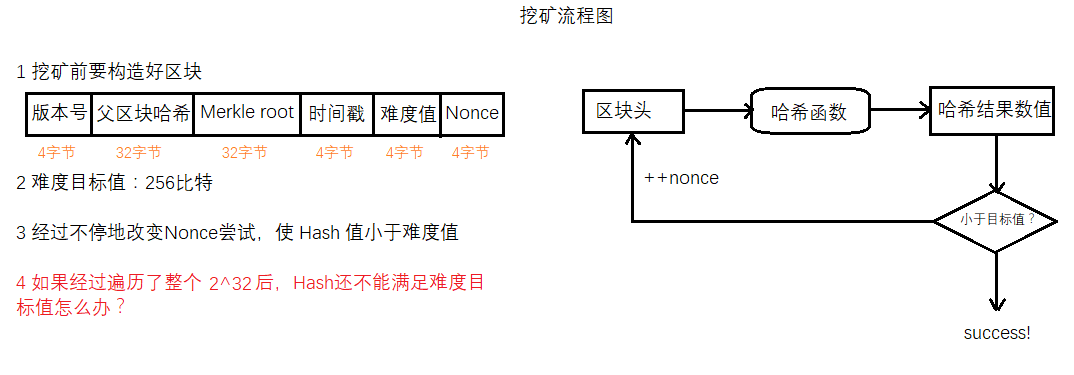 挖矿流程图
1 挖矿前要构造好区块
版本号 父区块哈希 Merkle root 时间戳 难度值 Nonce
4字节 32字节 32字节 4字节 4字节 4字节
2 难度目标值：256比特
3 经过不停地改变Nonce尝试，使 Hash 值小于难度值
4 如果经过遍历了整个 2^32 后，Hash还不能满足难度目
标值怎么办？
区块头
哈希函数
哈希结果数值
++nonce
小于目标值？
success!